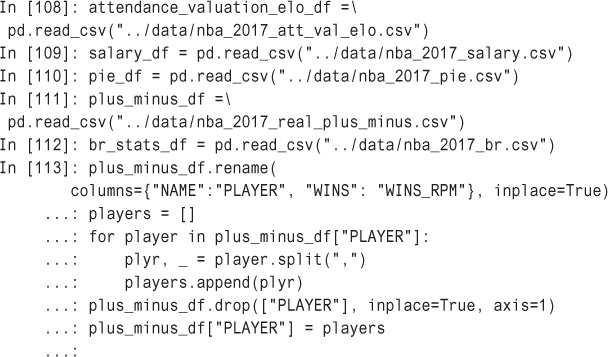 In [108]: attendance_valuation_elo_df =\
pd.read_csv("../data/nba_2017_att_val_elo.csv")
In [109]: salary_df = pd.read_csv("../data/nba_2017_salary.csv")
In [110]: pie_df = pd.read_csv("../data/nba_2017_pie.csv")
In [111]: plus_minus_df =\
pd.read_csv("../data/nba_2017_real_plus_minus.csv")
In [112]: br_stats_df = pd.read_csv("../data/nba_2017_br.csv")
In [113]: plus_minus_df.rename(
columns={"NAME":"PLAYER", "WINS": "WINS_RPM"}, inplace=True)
...: players = []
...: for player in plus_minus_df["PLAYER"]:
...:     plyr, _ = player.split(",")
...:     players.append(plyr)
...: plus_minus_df.drop(["PLAYER"], inplace=True, axis=1)
...: plus_minus_df["PLAYER"] = players
...: